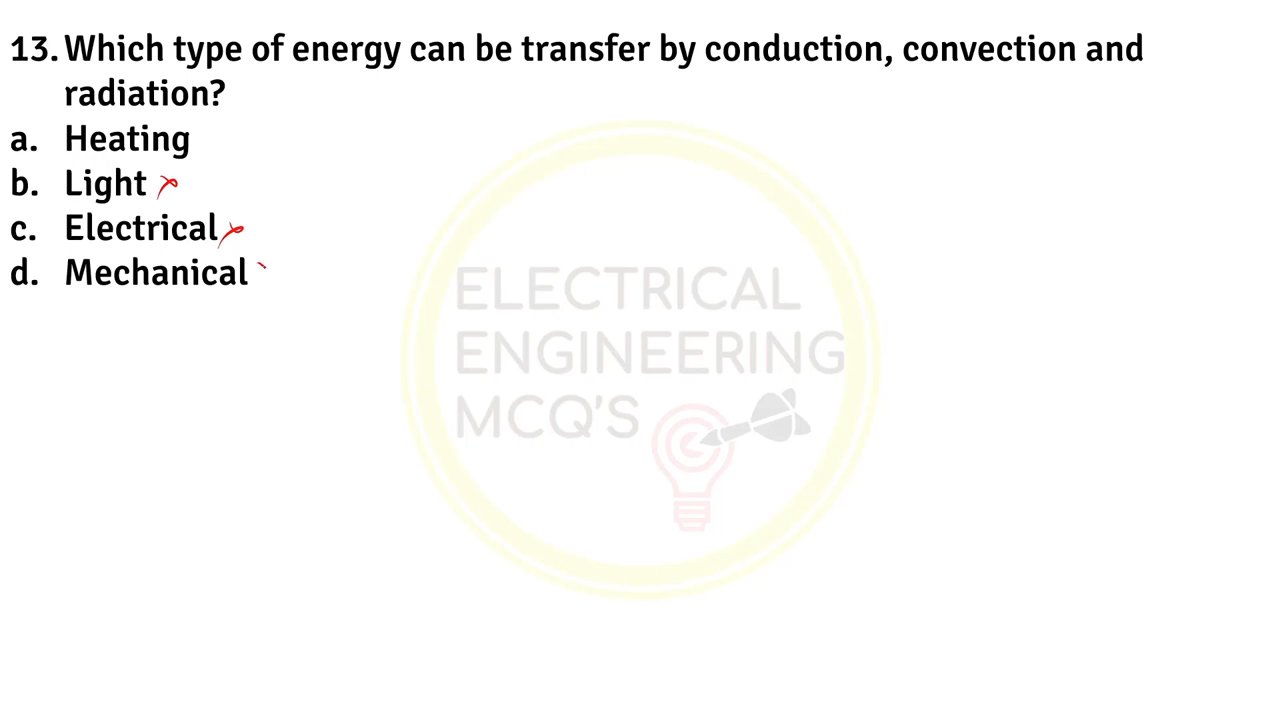 13. Which type of energy can be transfer by conduction, convection and
radiation?
a. Heating
b. Light
c. Electrical
d. Mechanical
ELECTRICAL
ENGINEERING
MCQ'S